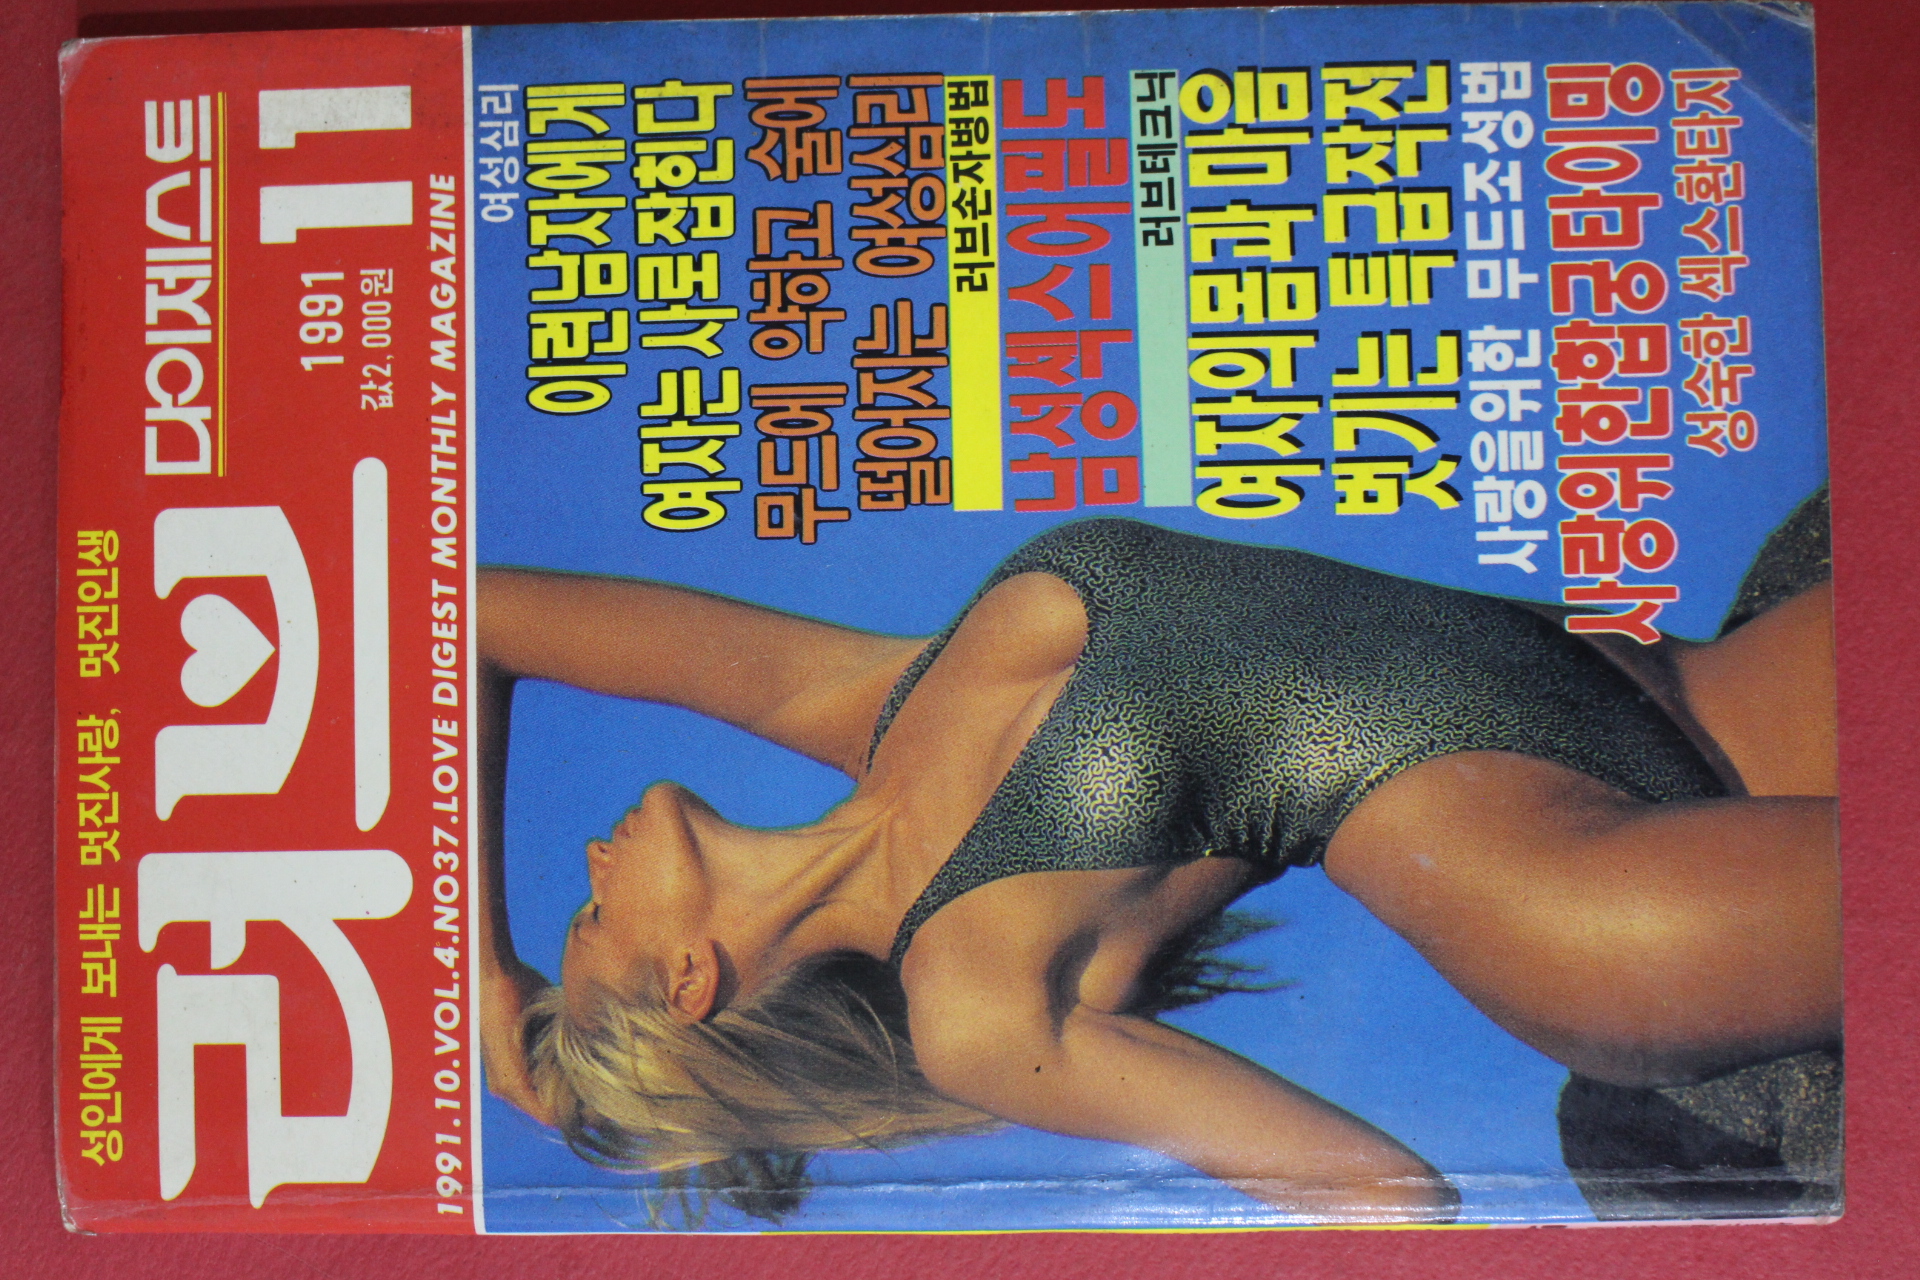 성인에게 보내는 멋진사랑, 멋진인생
러브
다이제스트
1991
11
값2,000원
1991.10.VOL.4.NO37.LOVE DIGEST MONTHLY MAGAZINE
여성심리
이런남자에게
여자는 사로잡힌다
무드에 약하고 술에
떨어지는 여성심리
러브손자병법
남성섹스어필도
러브테크닉
여자의몸과 마음
벗기는 특급작전
사랑을위한 무드조성법
사랑위한합궁 타이밍
성숙한 섹스환타지